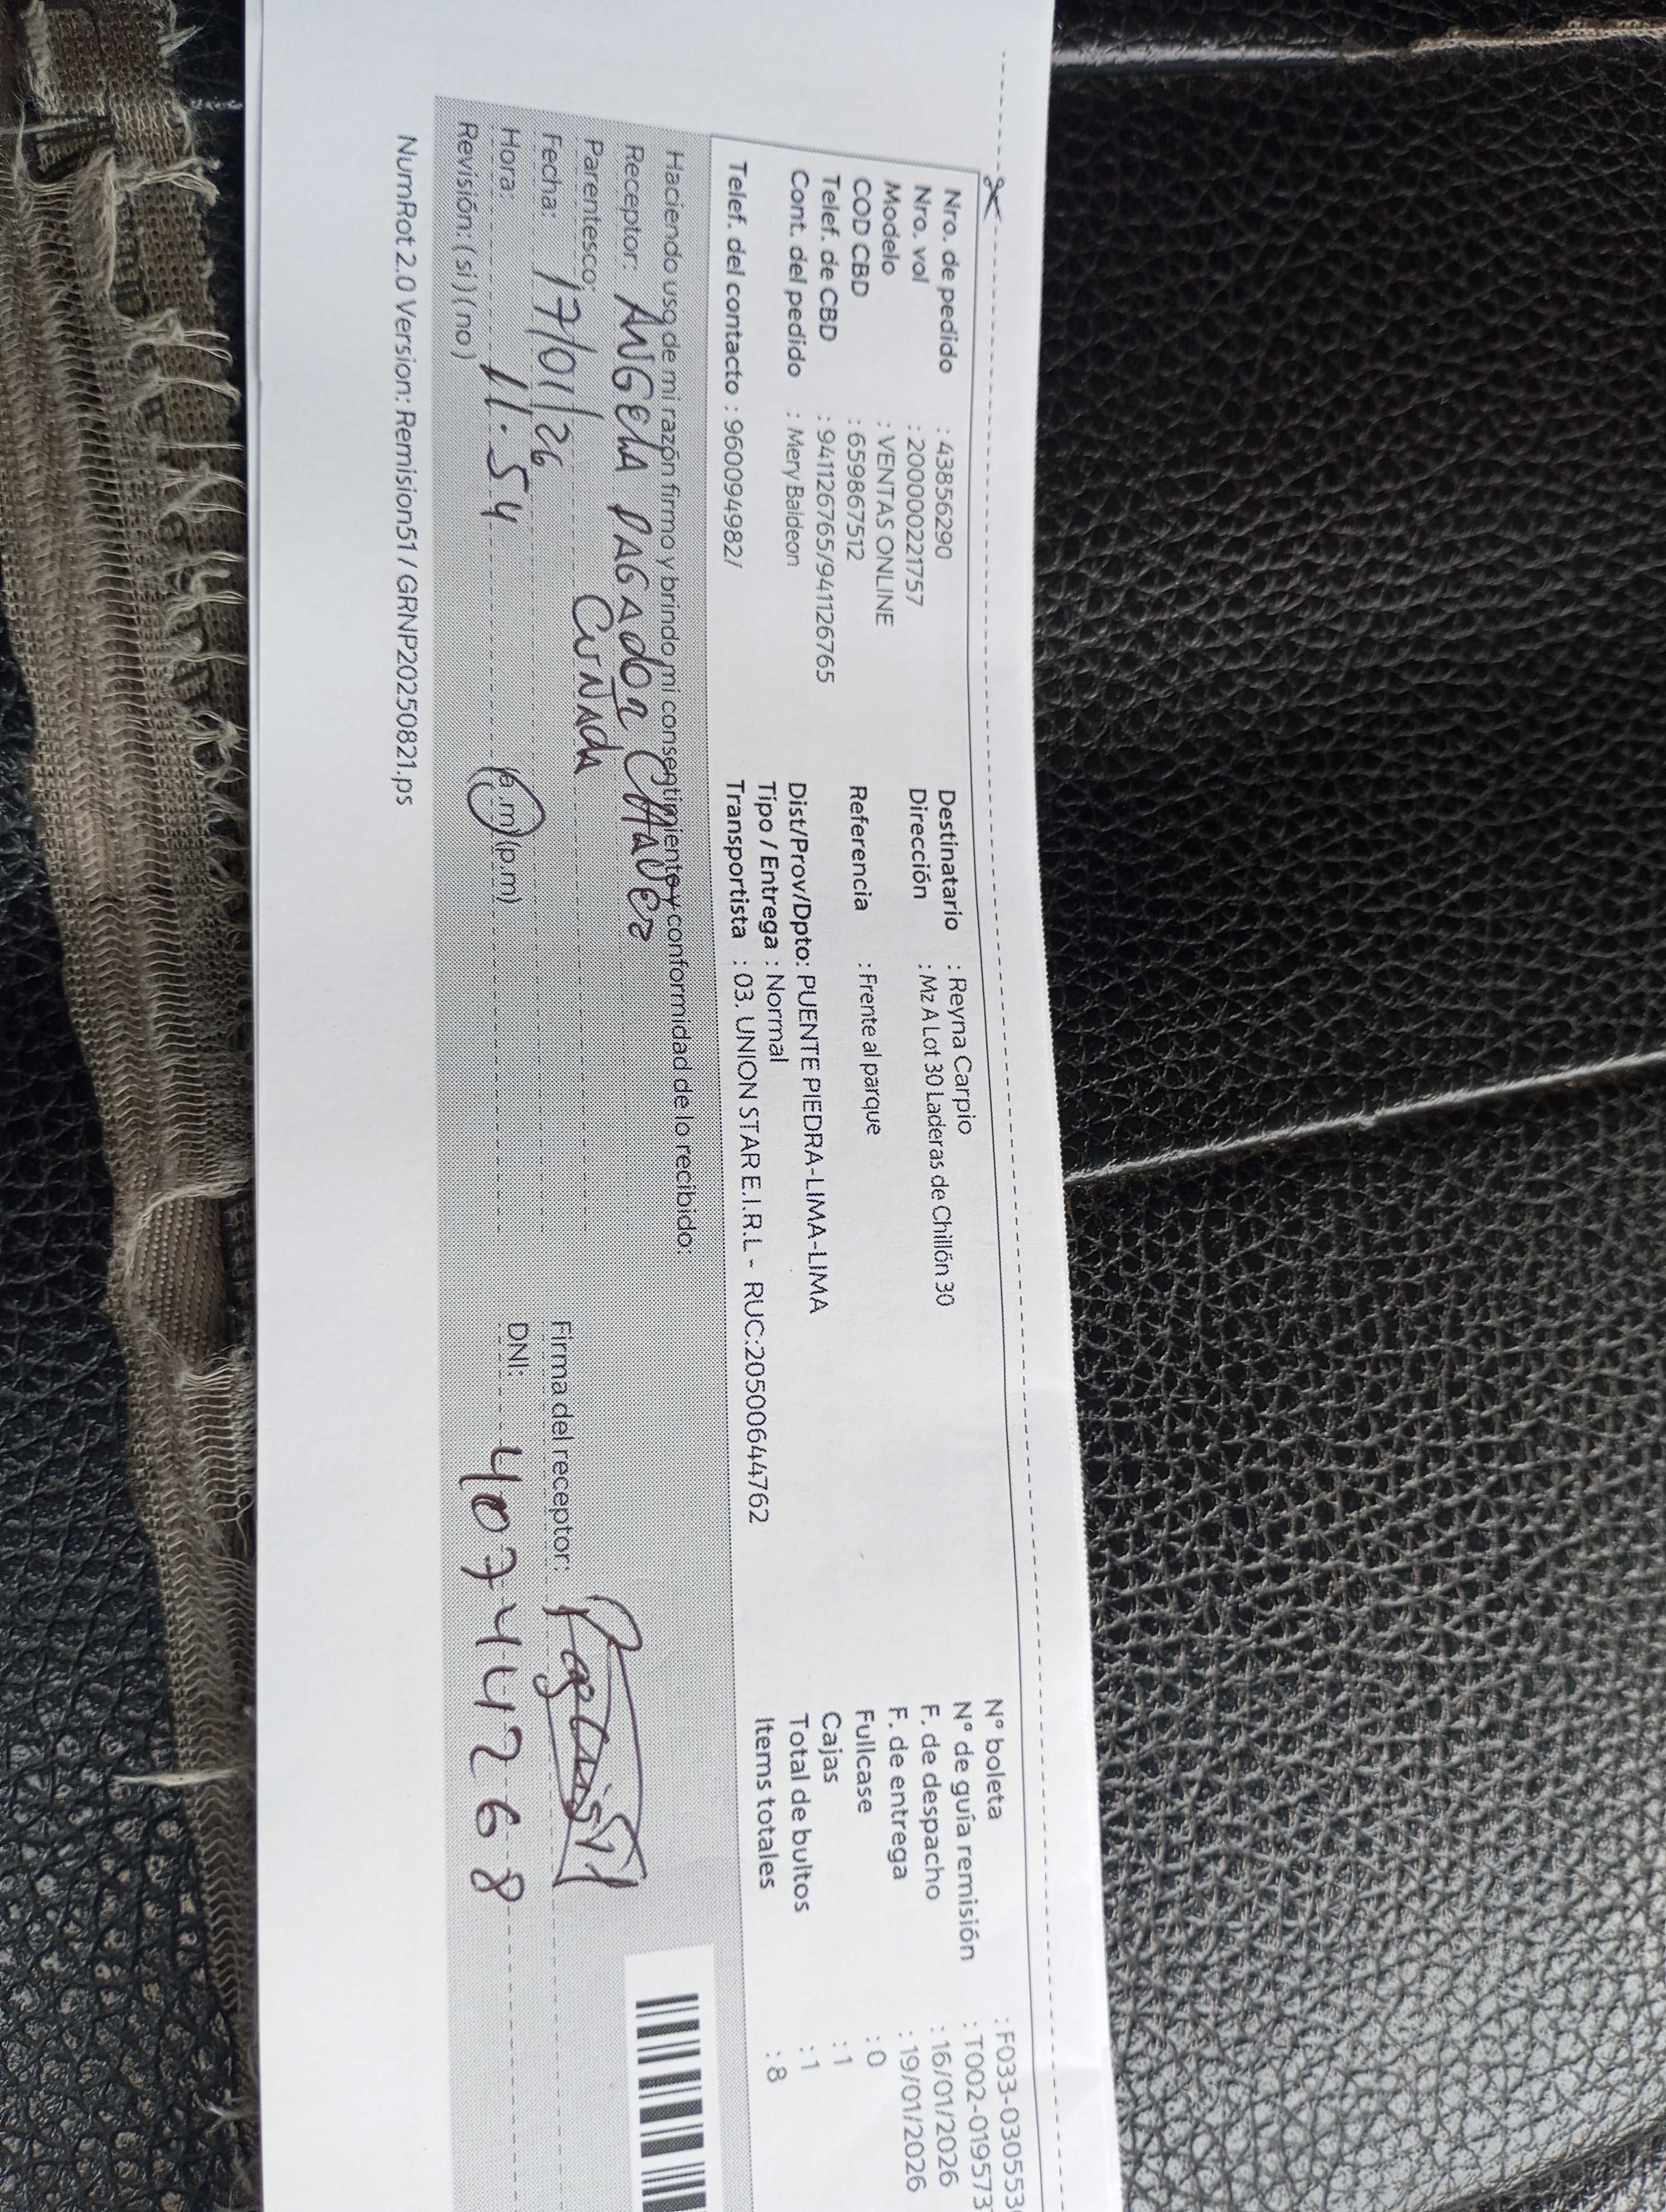 Nro. de pedido : 43856290
Nro. vol : 200000221757
Modelo : VENTAS ONLINE
COD CBD : 659867512
Telef. de CBD : 941126765/941126765
Cont. del pedido : Mery Baldeon
Telef. del contacto : 960094982/
Destinatario : Reyna Carpio
Dirección : Mz A Lot 30 Laderas de Chillón 30
Referencia : Frente al parque
Dist/Prov/Dpto: PUENTE PIEDRA-LIMA-LIMA
Tipo / Entrega : Normal
Transportista : 03. UNION STAR E.I.R.L - RUC:20500644762
N° boleta : F033-030553
N° de guía remisión : T002-019573
F. de despacho : 16/01/2026
F. de entrega : 19/01/2026
Fullcase : 0
Cajas : 1
Total de bultos : 1
Items totales : 8
Haciendo uso de mi razón firmo y brindo mi consentimiento y conformidad de lo recibido:
Receptor: ANGELA PAGADOR CHAVEZ
Parentesco: CUÑADA
Fecha: 17/01/26
Hora: 11.54 (a.m) (p.m)
Revisión: (si) (no)
Firma del receptor:
DNI: 40744268
NumRot 2.0 Version: Remision51 / GRNP20250821.ps